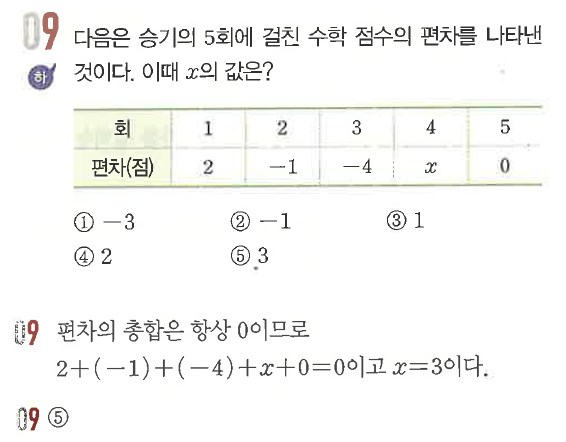 09 다음은 승기의 5회에 걸친 수학 점수의 편차를 나타낸
하 것이다. 이때 x의 값은?
회 1 2 3 4 5
편차(점) 2 −1 −4 x 0
① −3 ② −1 ③ 1
④ 2 ⑤ 3
09 편차의 총합은 항상 0이므로
2+(−1)+(−4)+x+0=0이고 x=3이다.
09 ⑤